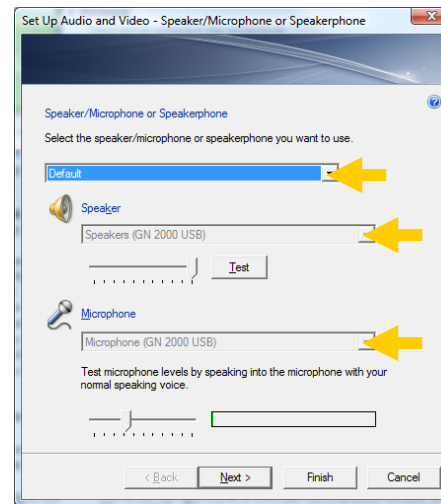 Set Up Audio and Video - Speaker/Microphone or Speakerphone
Speaker/Microphone or Speakerphone
Select the speaker/microphone or speakerphone you want to use.
Default
Speaker
Speakers (GN 2000 USB)
Test
Microphone
Microphone (GN 2000 USB)
Test microphone levels by speaking into the microphone with your
normal speaking voice.
< Back
Next >
Finish
Cancel